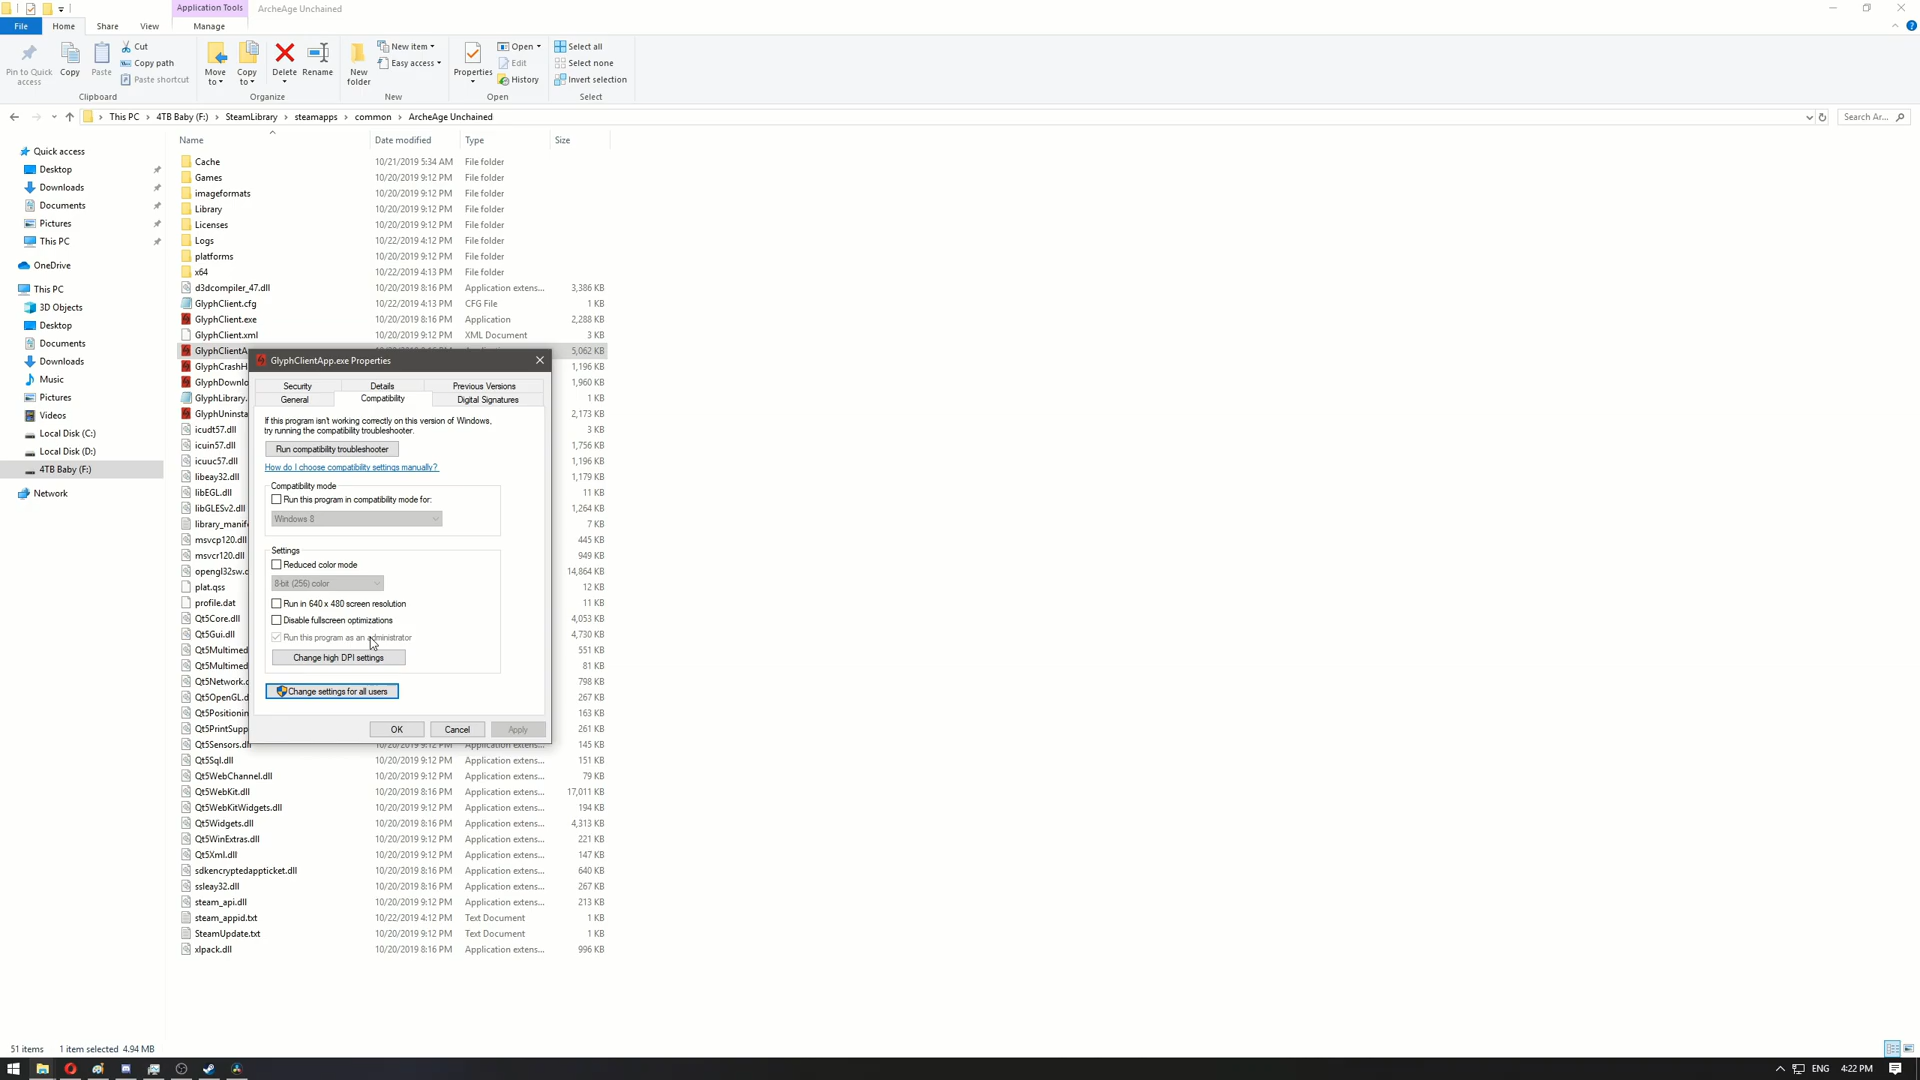 Application Tools
ArcheAge Unchained
File
Home
Share
View
Manage
Pin to Quick access
Copy
Paste
Cut
Copy path
Paste shortcut
Clipboard
Move to
Copy to
Delete
Rename
Organize
New folder
New item
Easy access
New
Properties
Open
Edit
History
Open
Select all
Select none
Invert selection
Select
This PC > 4TB Baby (F:) > SteamLibrary > steamapps > common > ArcheAge Unchained
Search Ar...
Name Date modified Type Size
Quick access
Desktop
Downloads
Documents
Pictures
This PC
OneDrive
This PC
3D Objects
Desktop
Documents
Downloads
Music
Pictures
Videos
Local Disk (C:)
Local Disk (D:)
4TB Baby (F:)
Network
Cache 10/21/2019 5:34 AM File folder
Games 10/20/2019 9:12 PM File folder
imageformats 10/20/2019 9:12 PM File folder
Library 10/20/2019 9:12 PM File folder
Licenses 10/20/2019 9:12 PM File folder
Logs 10/22/2019 4:12 PM File folder
platforms 10/20/2019 9:12 PM File folder
x64 10/22/2019 4:13 PM File folder
d3dcompiler_47.dll 10/20/2019 8:16 PM Application extens... 3,386 KB
GlyphClient.cfg 10/22/2019 4:13 PM CFG File 1 KB
GlyphClient.exe 10/20/2019 8:16 PM Application 2,288 KB
GlyphClient.xml 10/20/2019 9:12 PM XML Document 3 KB
GlyphClientA 5,062 KB
GlyphCrashH 1,196 KB
GlyphDownlo 1,960 KB
GlyphLibrary. 1 KB
GlyphUninsta 2,173 KB
icudt57.dll 3 KB
icuin57.dll 1,756 KB
icuuc57.dll 1,196 KB
libeay32.dll 1,179 KB
libEGL.dll 11 KB
libGLESv2.dll 1,264 KB
library_manif 7 KB
msvcp120.dll 445 KB
msvcr120.dll 949 KB
opengl32sw.d 14,864 KB
plat.qss 12 KB
profile.dat 11 KB
Qt5Core.dll 4,053 KB
Qt5Gui.dll 4,730 KB
Qt5Multimed 551 KB
Qt5Multimed 81 KB
Qt5Network.d 798 KB
Qt5OpenGL.d 267 KB
Qt5Positionin 163 KB
Qt5PrintSupp 261 KB
Qt5Sensors.dll 10/20/2019 9:12 PM Application extens... 145 KB
Qt5Sql.dll 10/20/2019 9:12 PM Application extens... 151 KB
Qt5WebChannel.dll 10/20/2019 9:12 PM Application extens... 79 KB
Qt5WebKit.dll 10/20/2019 8:16 PM Application extens... 17,011 KB
Qt5WebKitWidgets.dll 10/20/2019 9:12 PM Application extens... 194 KB
Qt5Widgets.dll 10/20/2019 8:16 PM Application extens... 4,313 KB
Qt5WinExtras.dll 10/20/2019 9:12 PM Application extens... 221 KB
Qt5Xml.dll 10/20/2019 9:12 PM Application extens... 147 KB
sdkencryptedappticket.dll 10/20/2019 8:16 PM Application extens... 640 KB
ssleay32.dll 10/20/2019 8:16 PM Application extens... 267 KB
steam_api.dll 10/20/2019 9:12 PM Application extens... 213 KB
steam_appid.txt 10/22/2019 4:12 PM Text Document 1 KB
SteamUpdate.txt 10/20/2019 9:12 PM Text Document 1 KB
xlpack.dll 10/20/2019 8:16 PM Application extens... 996 KB
GlyphClientApp.exe Properties
Security
Details
Previous Versions
General
Compatibility
Digital Signatures
If this program isn't working correctly on this version of Windows,
try running the compatibility troubleshooter.
Run compatibility troubleshooter
How do I choose compatibility settings manually?
Compatibility mode
Run this program in compatibility mode for:
Windows 8
Settings
Reduced color mode
8-bit (256) color
Run in 640 x 480 screen resolution
Disable fullscreen optimizations
Run this program as an administrator
Change high DPI settings
Change settings for all users
OK
Cancel
Apply
51 items 1 item selected 4.94 MB
ENG 4:22 PM